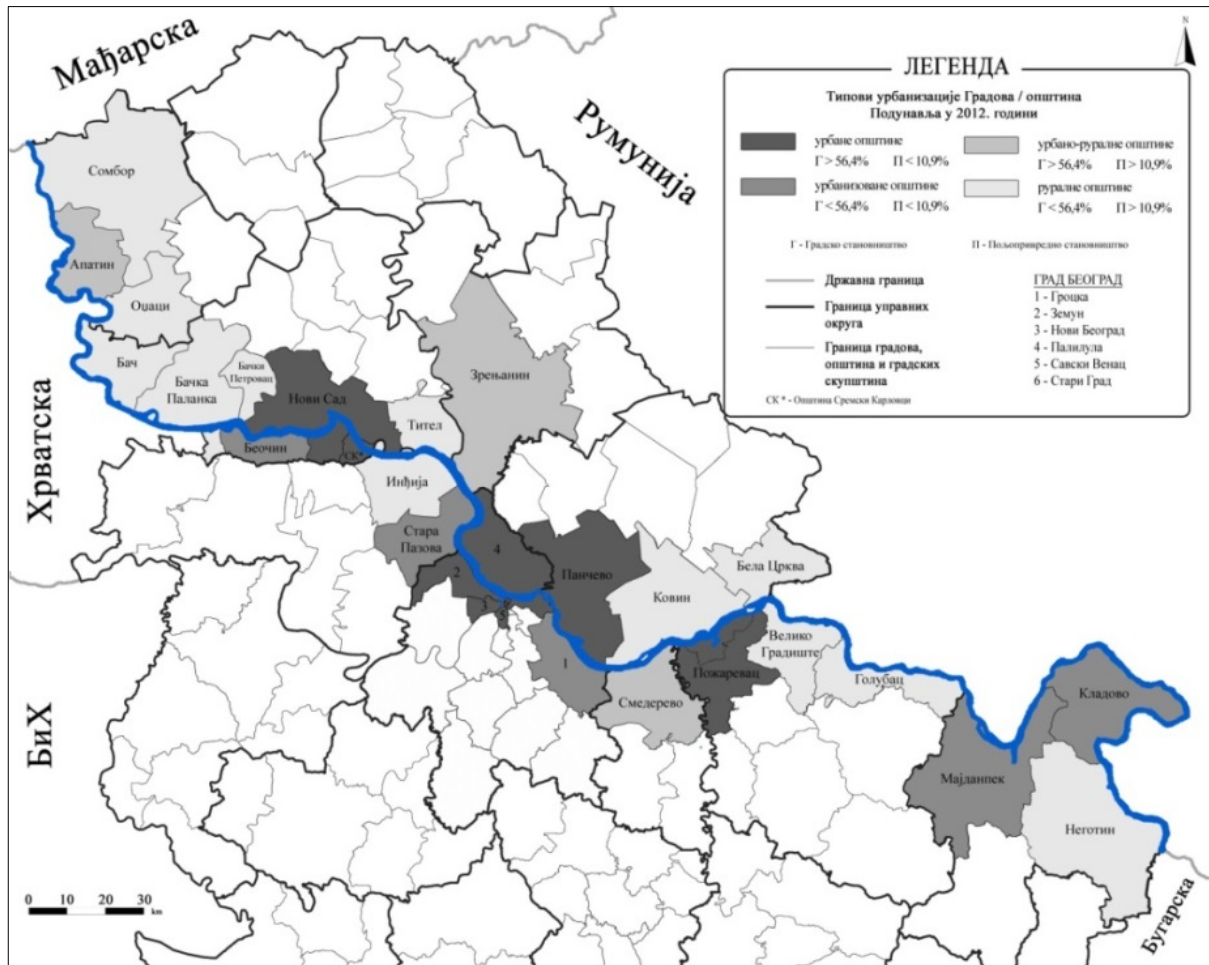 Мађарска
Румунија
Хрватска
БиХ
Бугарска
N
ЛЕГЕНДА
Типови урбанизације Градова / општина
Подунавља у 2012. години
урбане општине
Г > 56,4% П < 10,9%
урбано-руралне општине
Г > 56,4% П > 10,9%
урбанизоване општине
Г < 56,4% П < 10,9%
руралне општине
Г < 56,4% П > 10,9%
Г - Градско становништво
П - Пољопривредно становништво
Државна граница
Граница управних
округа
Граница градова,
општина и градских
скупштина
СК * - Општина Сремски Карловци
ГРАД БЕОГРАД
1 - Гроцка
2 - Земун
3 - Нови Београд
4 - Палилула
5 - Савски Венац
6 - Стари Град
Сомбор
Апатин
Оџаци
Бач
Бачка
Паланка
Бачки
Петровац
Нови Сад
Беочин
СК*
Тител
Зрењанин
Инђија
Стара
Пазова
4
2
3
5
1
Панчево
Ковин
Бела Црква
Смедерево
Пожаревац
Велико
Градиште
Голубац
Мајданпек
Кладово
Неготин
0 10 20 30
km